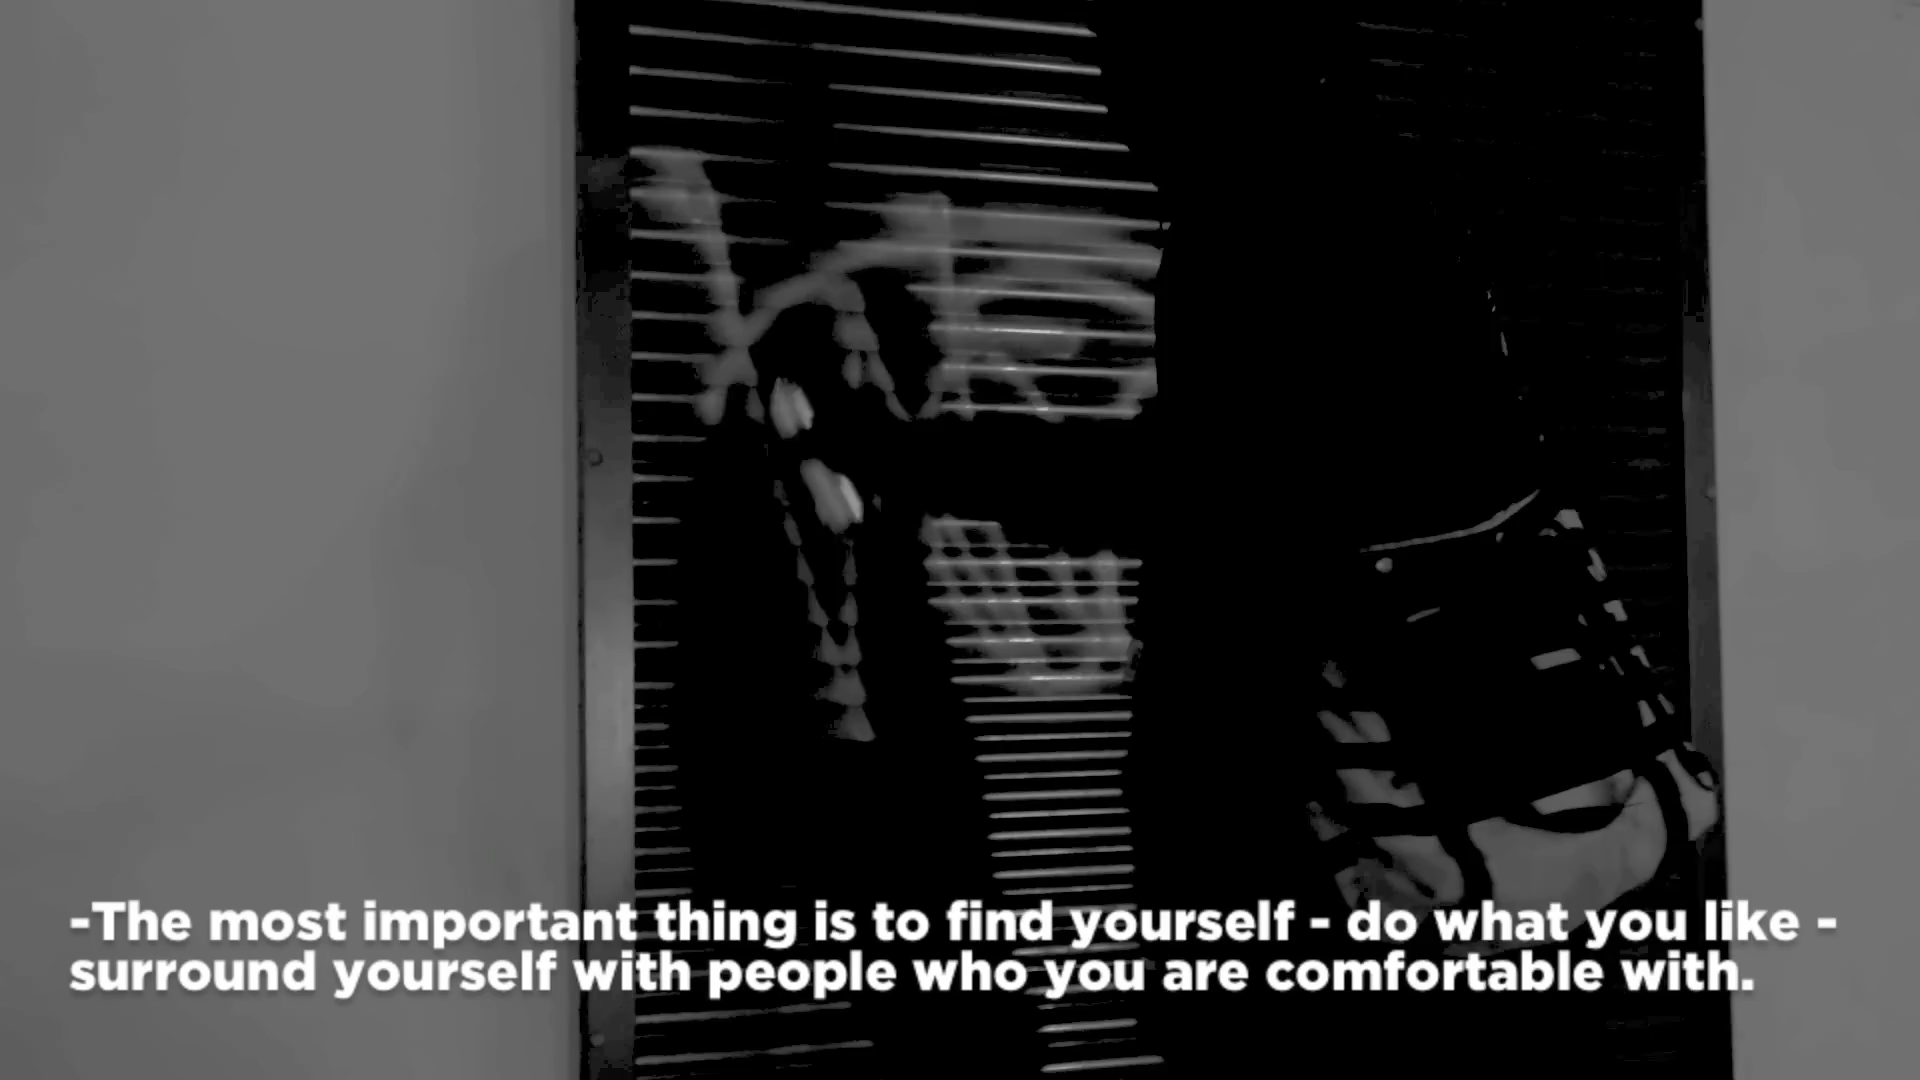 -The most important thing is to find yourself - do what you like -
surround yourself with people who you are comfortable with.